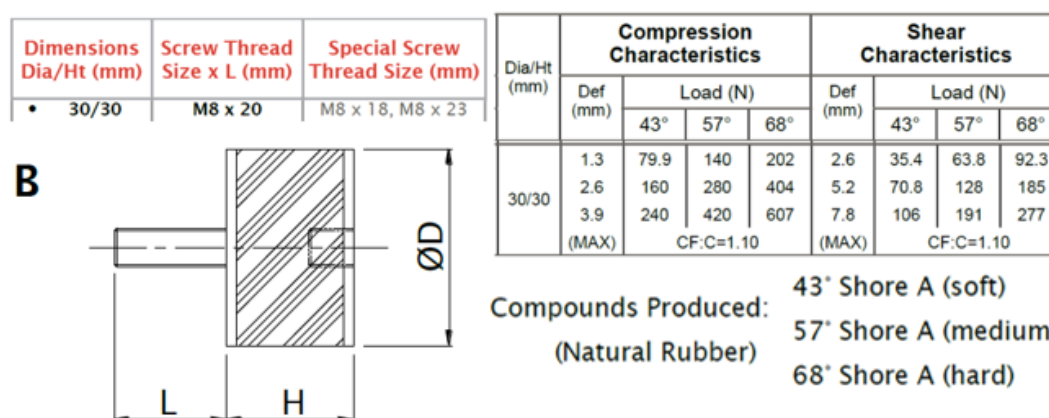 Dimensions Dia/Ht (mm) Screw Thread Size x L (mm) Special Screw Thread Size (mm)
• 30/30 M8 x 20 M8 x 18, M8 x 23
Dia/Ht (mm) Compression Characteristics Shear Characteristics
Def (mm) Load (N) Def (mm) Load (N)
43° 57° 68° 43° 57° 68°
30/30 1.3 79.9 140 202 2.6 35.4 63.8 92.3
2.6 160 280 404 5.2 70.8 128 185
3.9 240 420 607 7.8 106 191 277
(MAX) CF:C=1.10 (MAX) CF:C=1.10
B
ØD
L H
Compounds Produced:
(Natural Rubber)
43° Shore A (soft)
57° Shore A (medium
68° Shore A (hard)